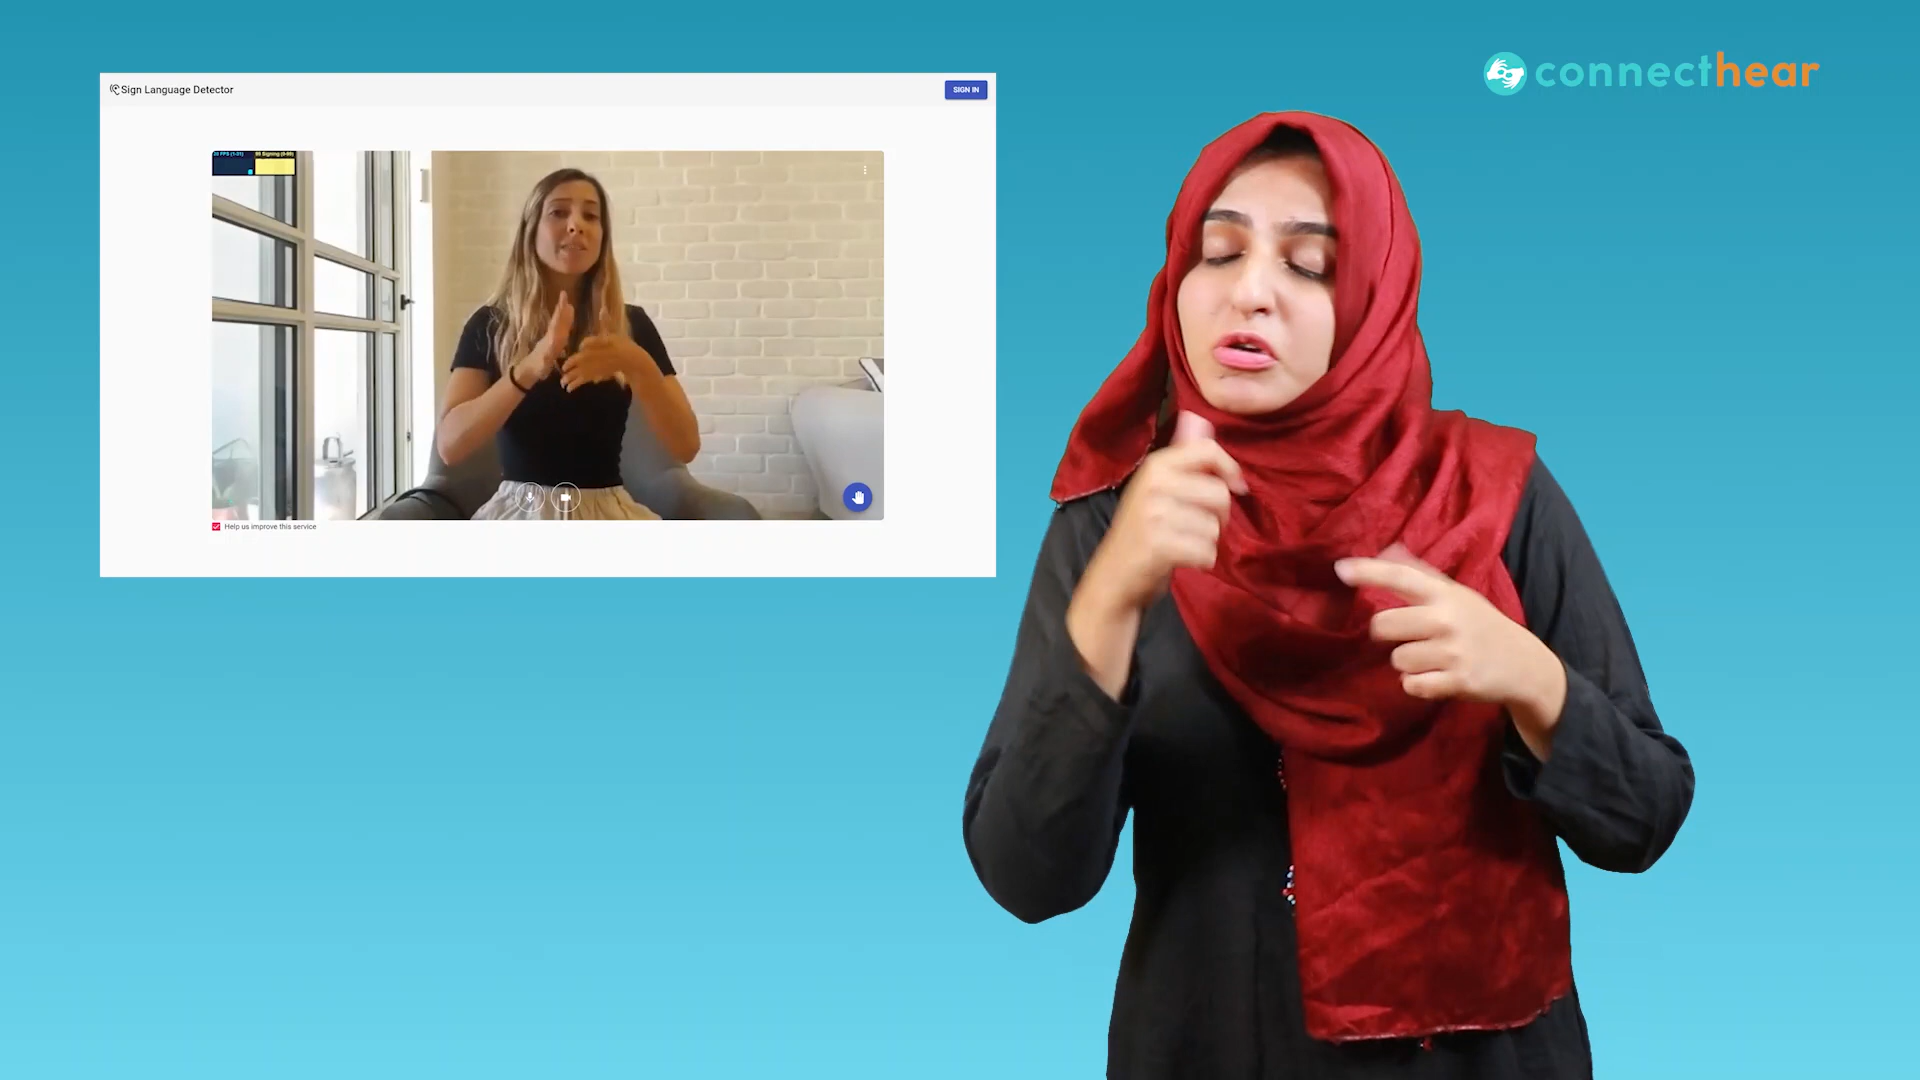 connecthear
Sign Language Detector
SIGN IN
Help us improve this service